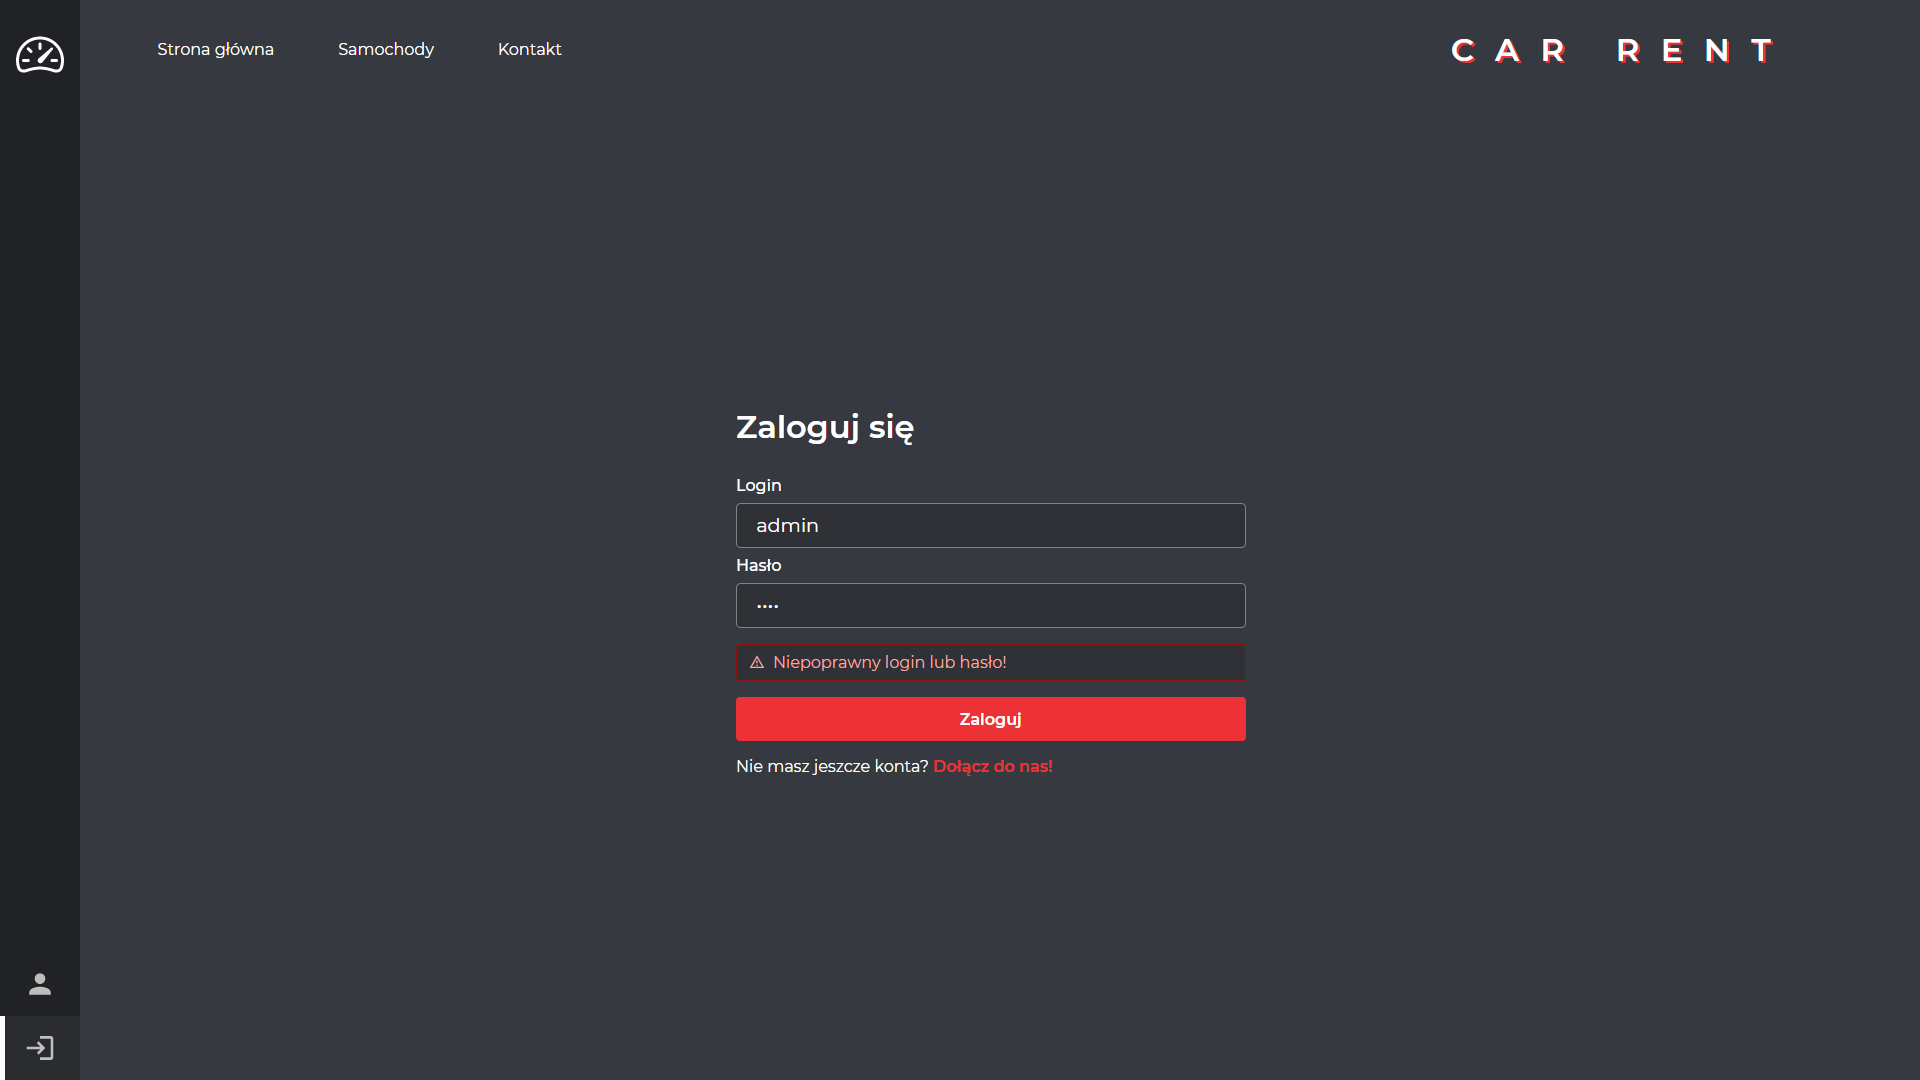 Strona główna
Samochody
Kontakt
CAR RENT
Zaloguj się
Login
admin
Hasło
••••
Niepoprawny login lub hasło!
Zaloguj
Nie masz jeszcze konta? Dołącz do nas!